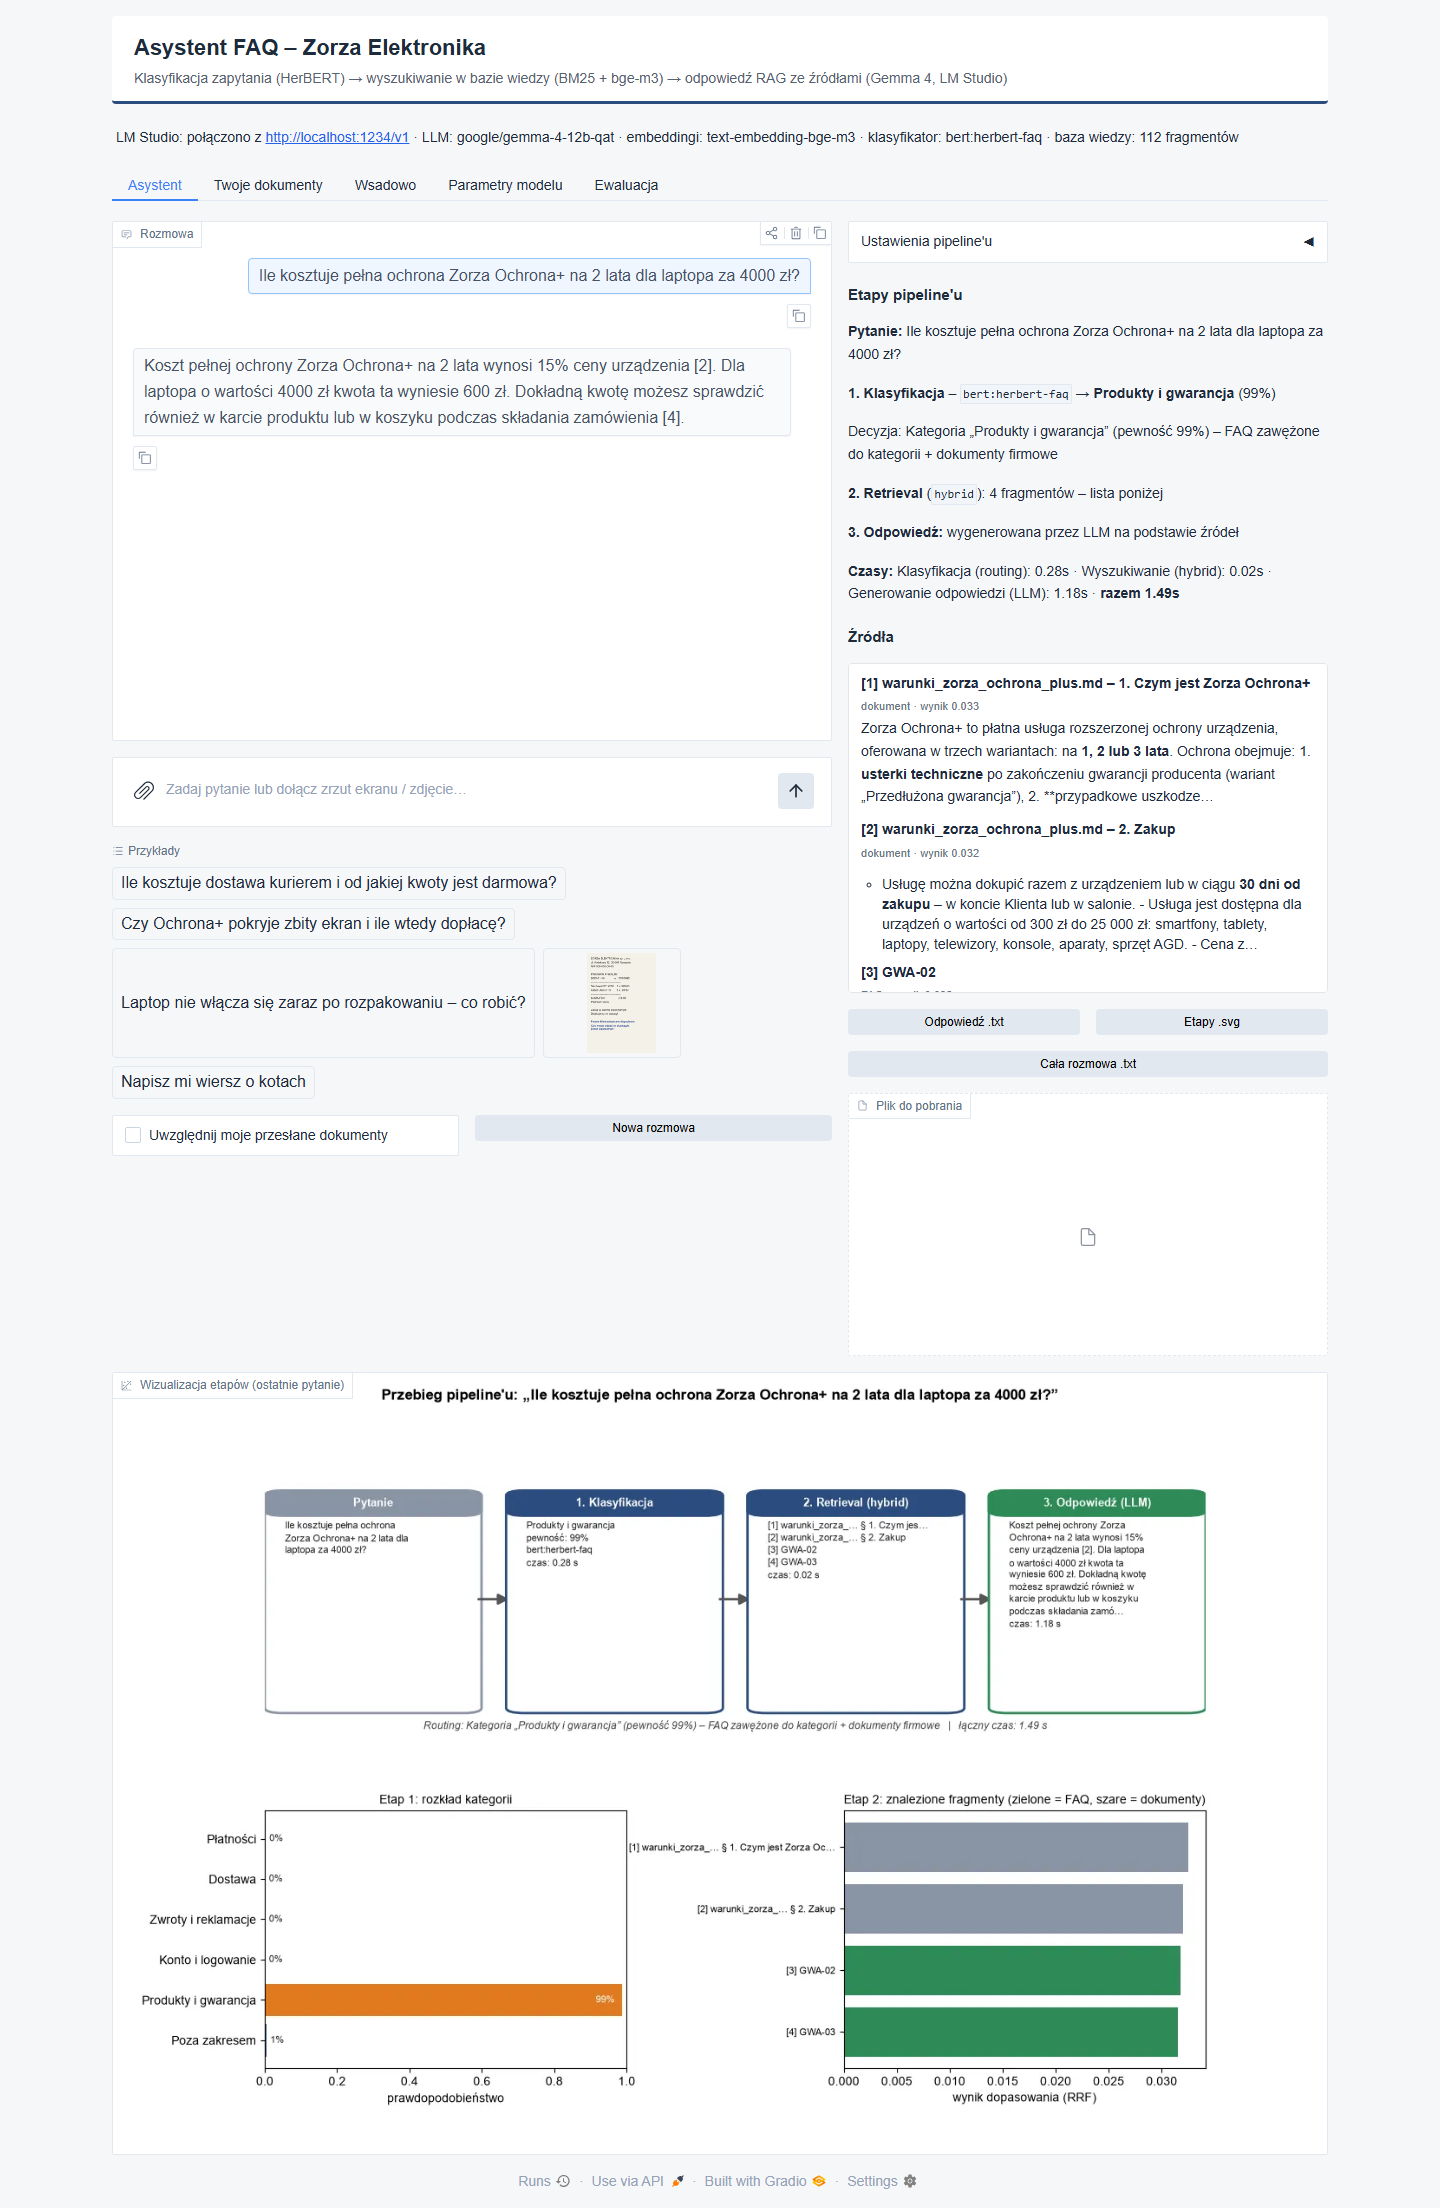 Asystent FAQ – Zorza Elektronika
Klasyfikacja zapytania (HerBERT) → wyszukiwanie w bazie wiedzy (BM25 + bge-m3) → odpowiedź RAG ze źródłami (Gemma 4, LM Studio)
LM Studio: połączono z http://localhost:1234/v1 · LLM: google/gemma-4-12b-qat · embeddingi: text-embedding-bge-m3 · klasyfikator: bert:herbert-faq · baza wiedzy: 112 fragmentów
Asystent
Twoje dokumenty
Wsadowo
Parametry modelu
Ewaluacja
Rozmowa
Ile kosztuje pełna ochrona Zorza Ochrona+ na 2 lata dla laptopa za 4000 zł?
Koszt pełnej ochrony Zorza Ochrona+ na 2 lata wynosi 15% ceny urządzenia [2]. Dla
laptopa o wartości 4000 zł kwota ta wyniesie 600 zł. Dokładną kwotę możesz sprawdzić
również w karcie produktu lub w koszyku podczas składania zamówienia [4].
Zadaj pytanie lub dołącz zrzut ekranu / zdjęcie…
Przykłady
Ile kosztuje dostawa kurierem i od jakiej kwoty jest darmowa?
Czy Ochrona+ pokryje zbity ekran i ile wtedy dopłacę?
Laptop nie włącza się zaraz po rozpakowaniu – co robić?
Napisz mi wiersz o kotach
Uwzględnij moje przesłane dokumenty
Nowa rozmowa
Ustawienia pipeline'u
Etapy pipeline'u
Pytanie: Ile kosztuje pełna ochrona Zorza Ochrona+ na 2 lata dla laptopa za
4000 zł?
1. Klasyfikacja – bert:herbert-faq → Produkty i gwarancja (99%)
Decyzja: Kategoria „Produkty i gwarancja” (pewność 99%) – FAQ zawężone
do kategorii + dokumenty firmowe
2. Retrieval (hybrid): 4 fragmentów – lista poniżej
3. Odpowiedź: wygenerowana przez LLM na podstawie źródeł
Czasy: Klasyfikacja (routing): 0.28s · Wyszukiwanie (hybrid): 0.02s ·
Generowanie odpowiedzi (LLM): 1.18s · razem 1.49s
Źródła
[1] warunki_zorza_ochrona_plus.md – 1. Czym jest Zorza Ochrona+
dokument · wynik 0.033
Zorza Ochrona+ to płatna usługa rozszerzonej ochrony urządzenia,
oferowana w trzech wariantach: na 1, 2 lub 3 lata. Ochrona obejmuje: 1.
usterki techniczne po zakończeniu gwarancji producenta (wariant
„Przedłużona gwarancja”), 2. **przypadkowe uszkodze…
[2] warunki_zorza_ochrona_plus.md – 2. Zakup
dokument · wynik 0.032
Usługę można dokupić razem z urządzeniem lub w ciągu 30 dni od
zakupu – w koncie Klienta lub w salonie. - Usługa jest dostępna dla
urządzeń o wartości od 300 zł do 25 000 zł: smartfony, tablety,
laptopy, telewizory, konsole, aparaty, sprzęt AGD. - Cena z…
[3] GWA-02
Odpowiedź .txt
Etapy .svg
Cała rozmowa .txt
Plik do pobrania
Wizualizacja etapów (ostatnie pytanie)
Przebieg pipeline'u: „Ile kosztuje pełna ochrona Zorza Ochrona+ na 2 lata dla laptopa za 4000 zł?”
Pytanie
Ile kosztuje pełna ochrona
Zorza Ochrona+ na 2 lata dla
laptopa za 4000 zł?
1. Klasyfikacja
Produkty i gwarancja
pewność: 99%
bert:herbert-faq
czas: 0.28 s
2. Retrieval (hybrid)
[1] warunki_zorza_… § 1. Czym jes…
[2] warunki_zorza_… § 2. Zakup
[3] GWA-02
[4] GWA-03
czas: 0.02 s
3. Odpowiedź (LLM)
Koszt pełnej ochrony Zorza
Ochrona+ na 2 lata wynosi 15%
ceny urządzenia [2]. Dla laptopa
o wartości 4000 zł kwota ta
wyniesie 600 zł. Dokładną kwotę
możesz sprawdzić również w
karcie produktu lub w koszyku
podczas składania zamó…
czas: 1.18 s
Routing: Kategoria „Produkty i gwarancja” (pewność 99%) – FAQ zawężone do kategorii + dokumenty firmowe | łączny czas: 1.49 s
Etap 1: rozkład kategorii
Płatności 0%
Dostawa 0%
Zwroty i reklamacje 0%
Konto i logowanie 0%
Produkty i gwarancja 99%
Poza zakresem 1%
0.0 0.2 0.4 0.6 0.8 1.0
prawdopodobieństwo
Etap 2: znalezione fragmenty (zielone = FAQ, szare = dokumenty)
[1] warunki_zorza_… § 1. Czym jest Zorza Oc…
[2] warunki_zorza_… § 2. Zakup
[3] GWA-02
[4] GWA-03
0.000 0.005 0.010 0.015 0.020 0.025 0.030
wynik dopasowania (RRF)
Runs · Use via API · Built with Gradio · Settings